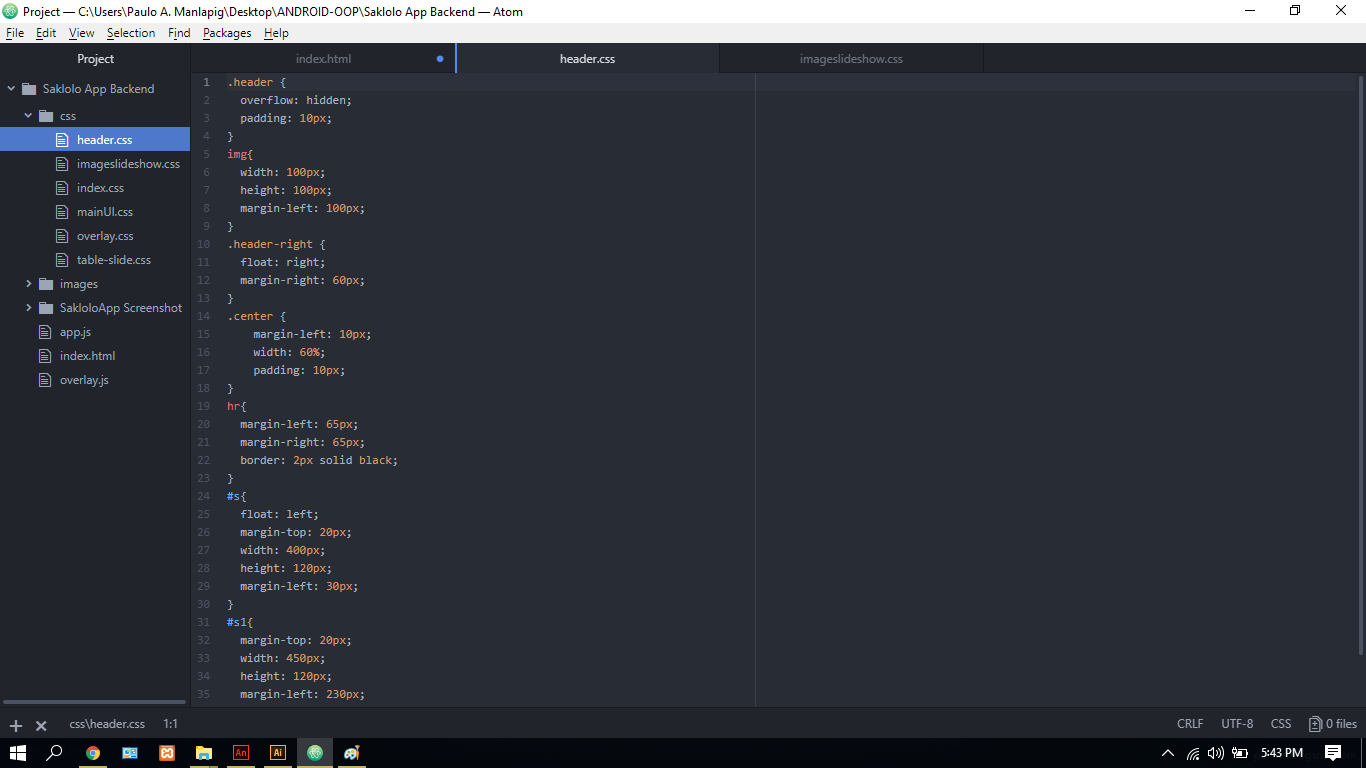 Project — C:\Users\Paulo A. Manlapig\Desktop\ANDROID-OOP\Saklolo App Backend — Atom
File Edit View Selection Find Packages Help
Project
Saklolo App Backend
css
header.css
imageslideshow.css
index.css
mainUI.css
overlay.css
table-slide.css
images
SakloloApp Screenshot
app.js
index.html
overlay.js
index.html header.css imageslideshow.css
1 .header {
2 overflow: hidden;
3 padding: 10px;
4 }
5 img{
6 width: 100px;
7 height: 100px;
8 margin-left: 100px;
9 }
10 .header-right {
11 float: right;
12 margin-right: 60px;
13 }
14 .center {
15 margin-left: 10px;
16 width: 60%;
17 padding: 10px;
18 }
19 hr{
20 margin-left: 65px;
21 margin-right: 65px;
22 border: 2px solid black;
23 }
24 #s{
25 float: left;
26 margin-top: 20px;
27 width: 400px;
28 height: 120px;
29 margin-left: 30px;
30 }
31 #s1{
32 margin-top: 20px;
33 width: 450px;
34 height: 120px;
35 margin-left: 230px;
css\header.css 1:1 CRLF UTF-8 CSS 0 files
An Ai 5:43 PM